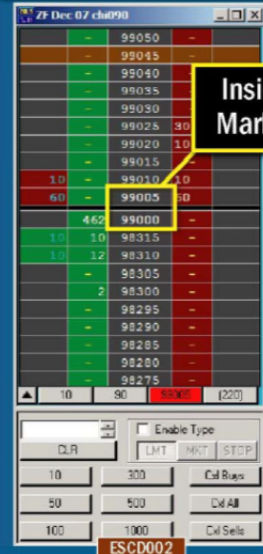 ZF Dec 07 chi090
- 99050 -
- 99045 -
- 99040
- 99035
- 99030
- 99025 30
- 99020 10
- 99015
10 - 99010 10
60 - 99005 60
462 99000 -
10 10 98315 -
10 12 98310 -
- 98305 -
2 98300 -
- 98295 -
- 98290 -
- 98285 -
- 98280 -
- 98275 -
Insi
Mark
10 90 99005 (220)
Enable Type
CLR LMT MKT STOP
10 300 Cxl Buys
50 500 Cxl All
100 1000 Cxl Sells
ESCD002